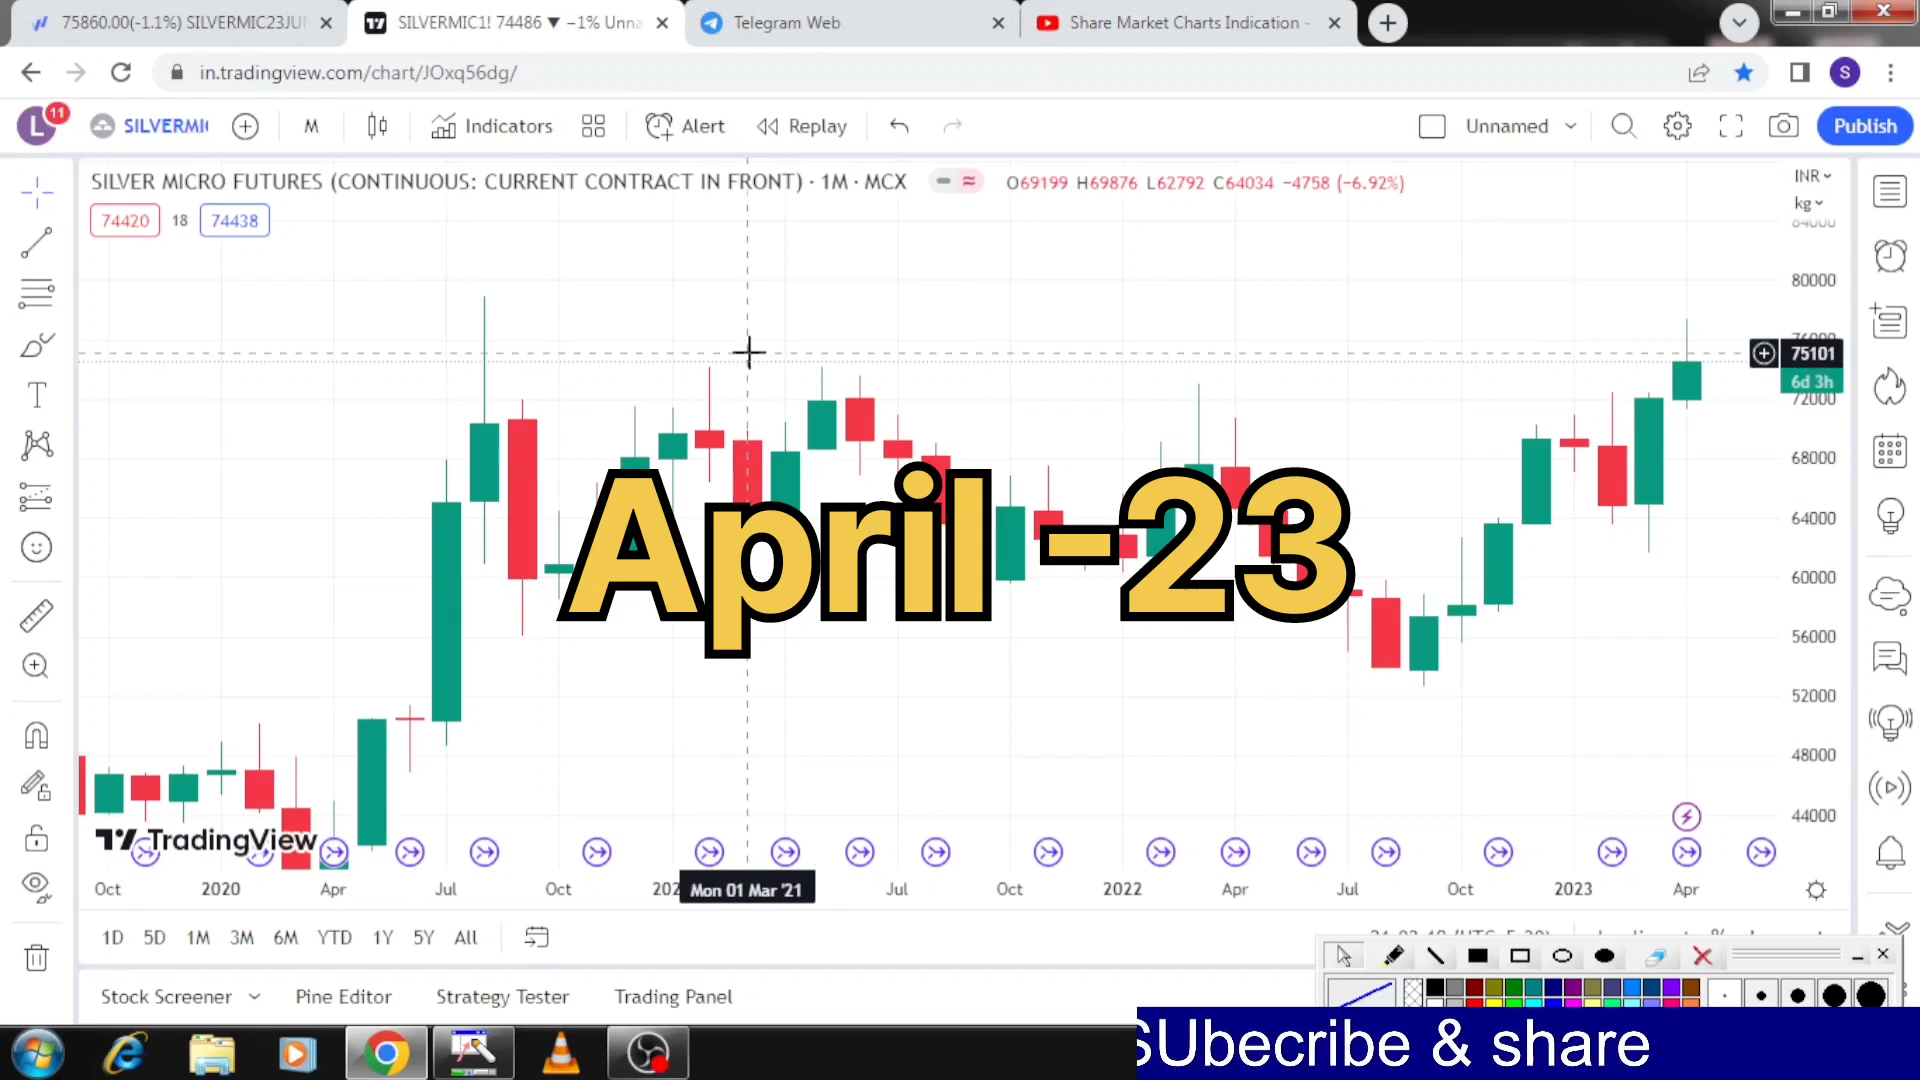 75860.00(-1.1%) SILVERMIC23JU
SILVERMIC1! 74486 ▼ −1% Unna
Telegram Web
Share Market Charts Indication -
in.tradingview.com/chart/JOxq56dg/
S
L
11
SILVERMI
M
Indicators
Alert
Replay
Unnamed
Publish
SILVER MICRO FUTURES (CONTINUOUS: CURRENT CONTRACT IN FRONT) · 1M · MCX
O69199 H69876 L62792 C64034 −4758 (−6.92%)
INR
kg
74420
18
74438
84000
80000
76000
75101
6d 3h
72000
68000
64000
60000
56000
52000
48000
44000
April -23
TradingView
Oct
2020
Apr
Jul
Oct
Mon 01 Mar '21
Jul
Oct
2022
Apr
Jul
Oct
2023
Apr
1D
5D
1M
3M
6M
YTD
1Y
5Y
All
Stock Screener
Pine Editor
Strategy Tester
Trading Panel
SUbecribe & share